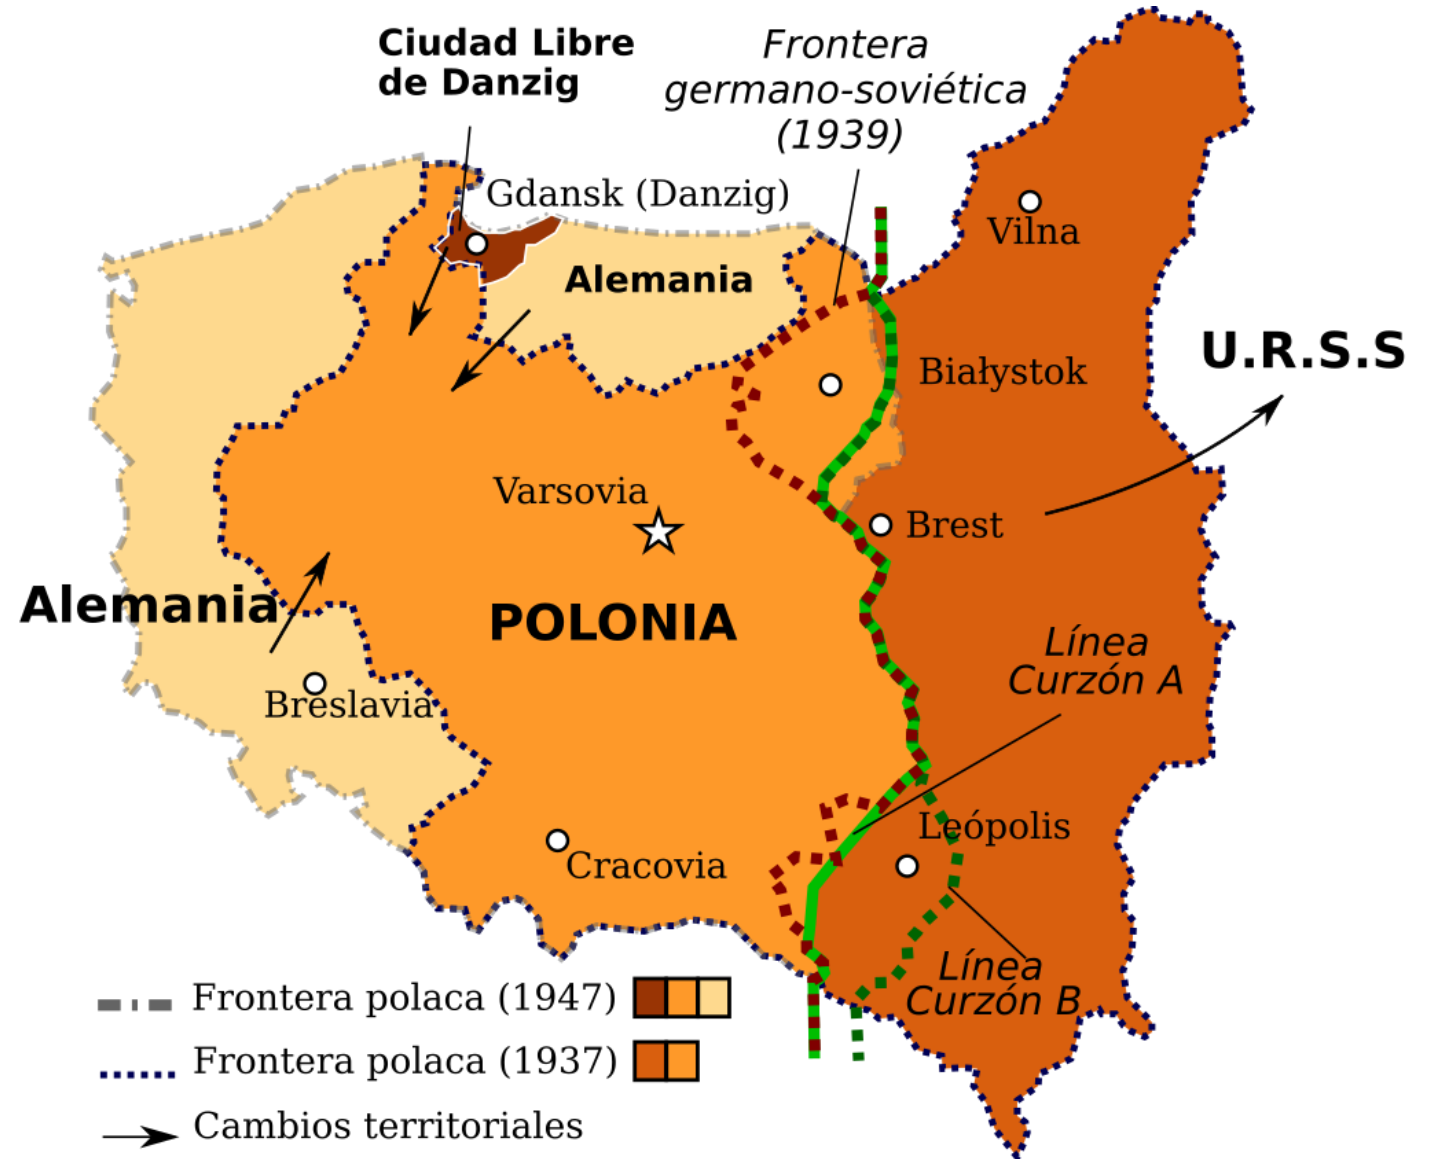 Ciudad Libre
de Danzig
Frontera
germano-soviética
(1939)
Gdansk (Danzig)
Vilna
Alemania
U.R.S.S
Białystok
Varsovia
Brest
Alemania
POLONIA
Línea
Curzón A
Breslavia
Leópolis
Cracovia
Línea
Curzón B
Frontera polaca (1947)
Frontera polaca (1937)
Cambios territoriales